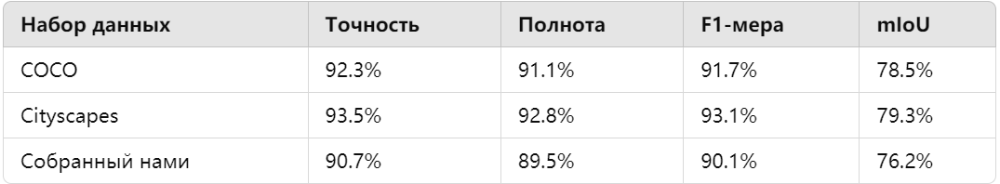 Набор данных Точность Полнота F1-мера mIoU
COCO 92.3% 91.1% 91.7% 78.5%
Cityscapes 93.5% 92.8% 93.1% 79.3%
Собранный нами 90.7% 89.5% 90.1% 76.2%